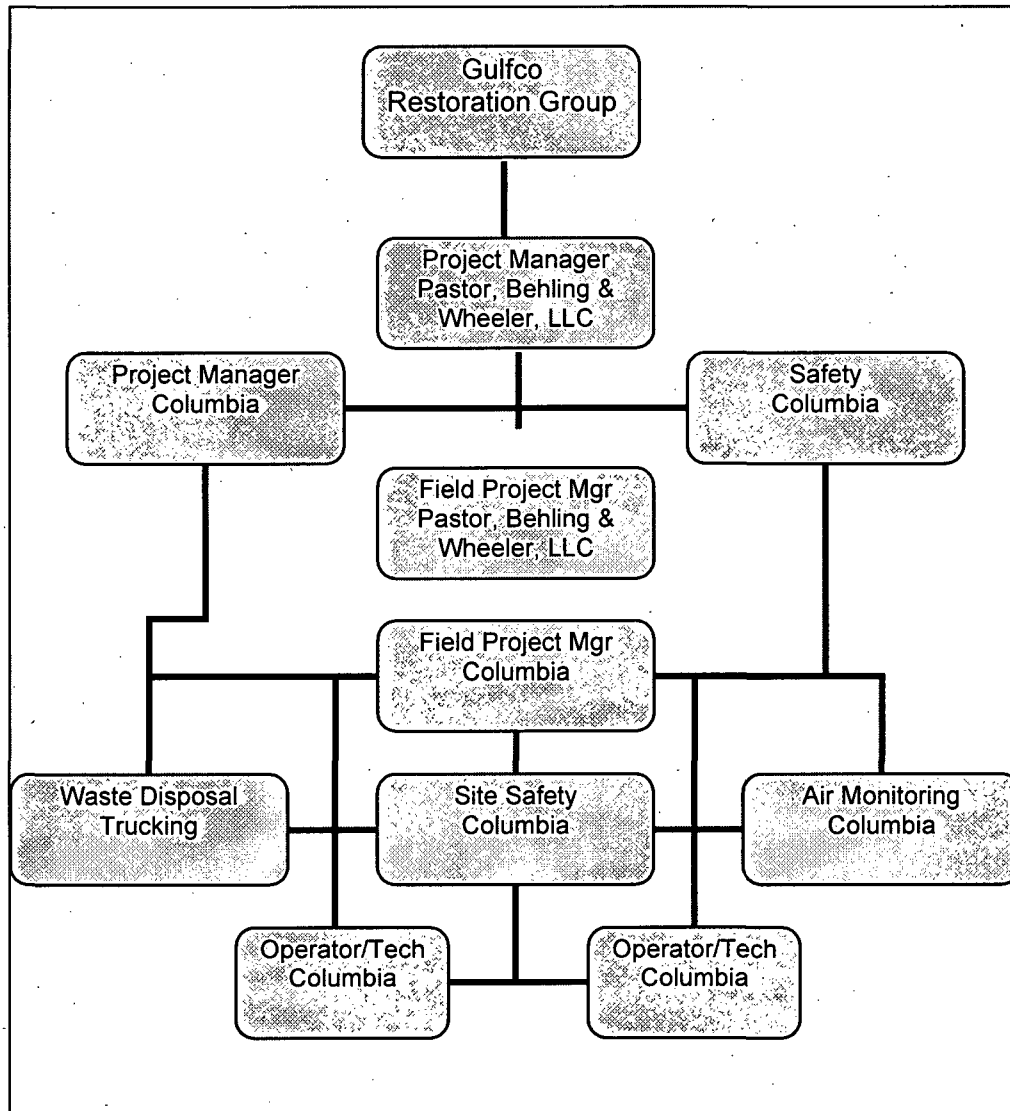 Gulfco
Restoration Group
Project Manager
Pastor, Behling &
Wheeler, LLC
Project Manager
Columbia
Safety
Columbia
Field Project Mgr
Pastor, Behling &
Wheeler, LLC
Field Project Mgr
Columbia
Waste Disposal
Trucking
Site Safety
Columbia
Air Monitoring
Columbia
Operator/Tech
Columbia
Operator/Tech
Columbia